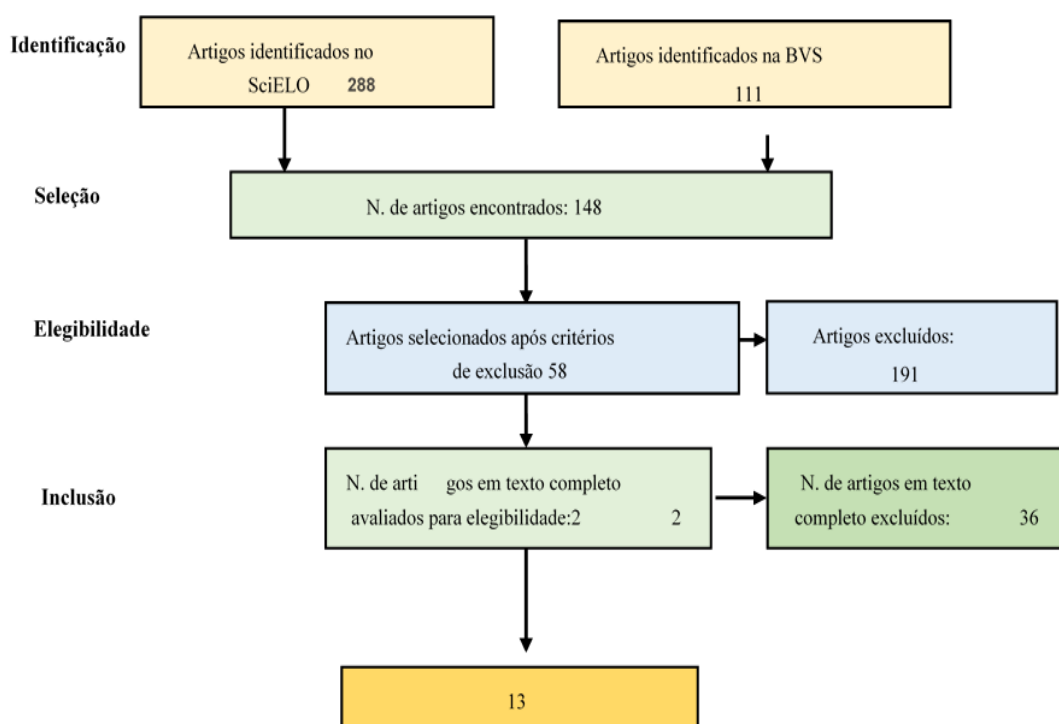 Identificação
Artigos identificados no
SciELO 288
Artigos identificados na BVS
111
Seleção
N. de artigos encontrados: 148
Elegibilidade
Artigos selecionados após critérios
de exclusão 58
Artigos excluídos:
191
Inclusão
N. de arti gos em texto completo
avaliados para elegibilidade:2 2
N. de artigos em texto
completo excluídos: 36
13